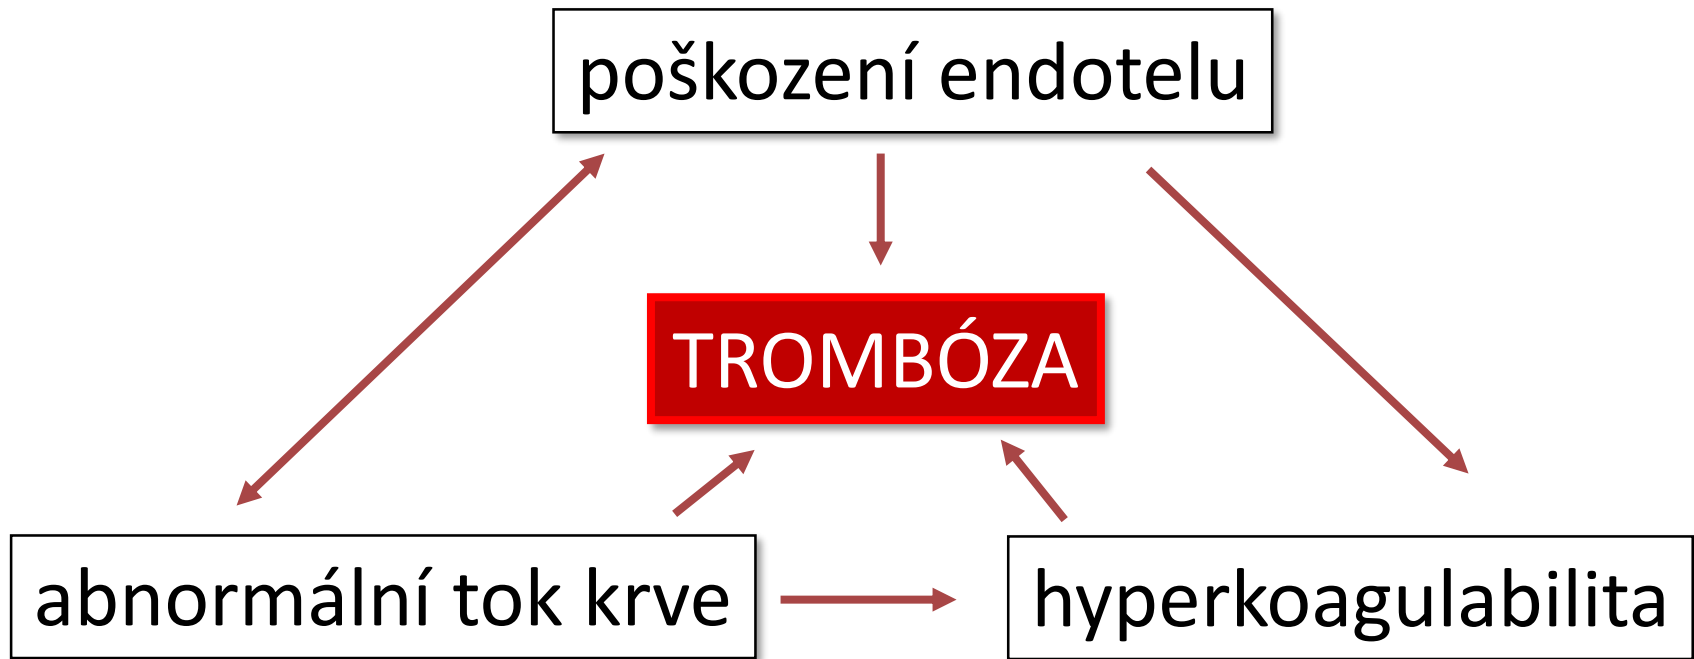 poškození endotelu
TROMBÓZA
abnormální tok krve
hyperkoagulabilita